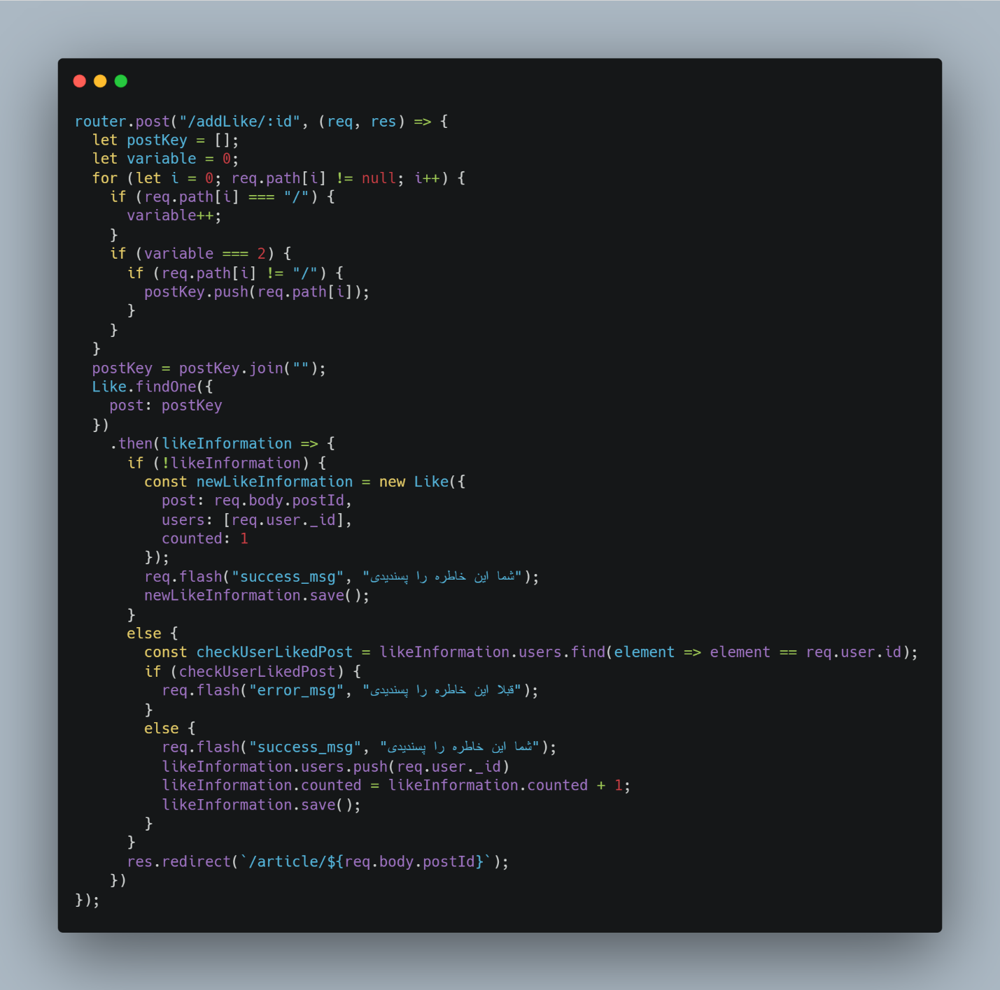 router.post("/addLike/:id", (req, res) => {
  let postKey = [];
  let variable = 0;
  for (let i = 0; req.path[i] != null; i++) {
    if (req.path[i] === "/") {
      variable++;
    }
    if (variable === 2) {
      if (req.path[i] != "/") {
        postKey.push(req.path[i]);
      }
    }
  }
  postKey = postKey.join("");
  Like.findOne({
    post: postKey
  })
    .then(likeInformation => {
      if (!likeInformation) {
        const newLikeInformation = new Like({
          post: req.body.postId,
          users: [req.user._id],
          counted: 1
        });
        req.flash("success_msg", "شما این خاطره را پسندیدی");
        newLikeInformation.save();
      }
      else {
        const checkUserLikedPost = likeInformation.users.find(element => element == req.user.id);
        if (checkUserLikedPost) {
          req.flash("error_msg", "قبلا این خاطره را پسندیدی");
        }
        else {
          req.flash("success_msg", "شما این خاطره را پسندیدی");
          likeInformation.users.push(req.user._id)
          likeInformation.counted = likeInformation.counted + 1;
          likeInformation.save();
        }
      }
      res.redirect(`/article/${req.body.postId}`);
    })
});